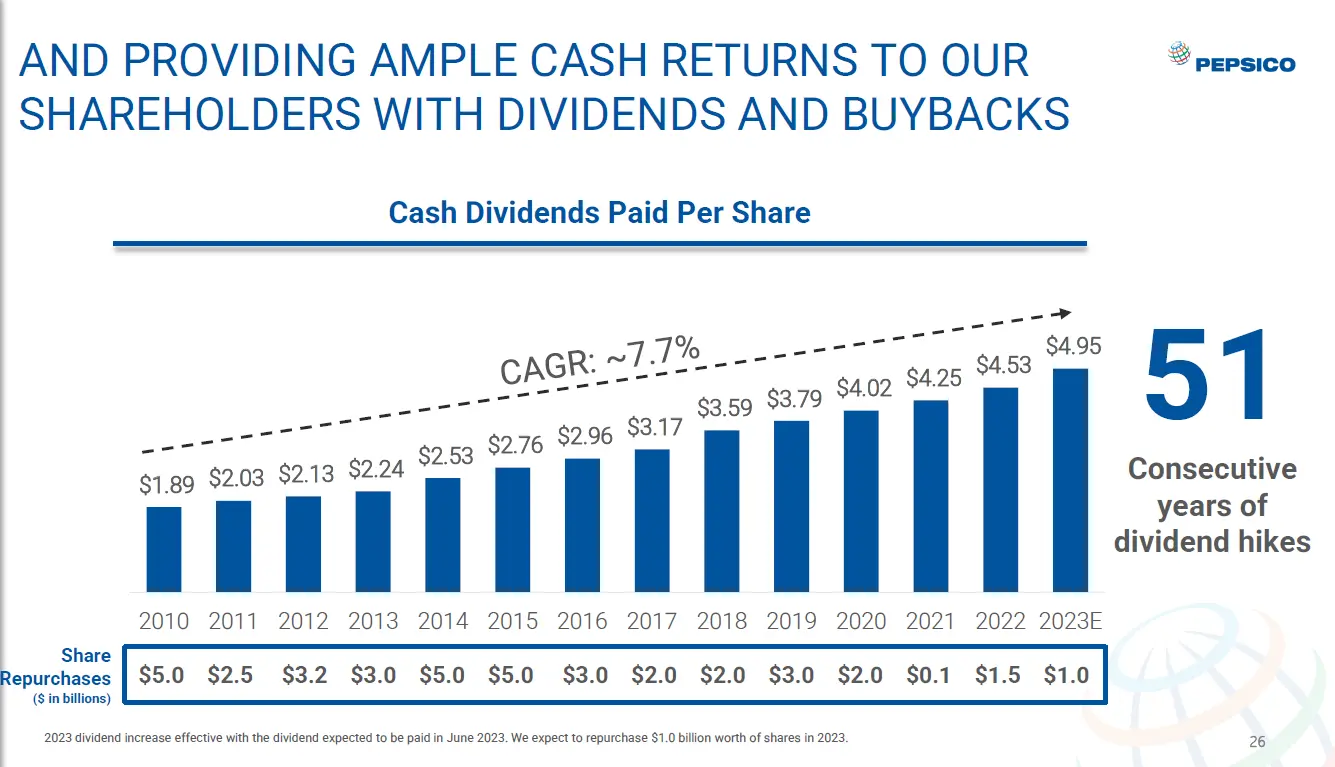 AND PROVIDING AMPLE CASH RETURNS TO OUR
SHAREHOLDERS WITH DIVIDENDS AND BUYBACKS
PEPSICO
Cash Dividends Paid Per Share
CAGR: ~7.7%
$1.89 $2.03 $2.13 $2.24 $2.53 $2.76 $2.96 $3.17 $3.59 $3.79 $4.02 $4.25 $4.53 $4.95
2010 2011 2012 2013 2014 2015 2016 2017 2018 2019 2020 2021 2022 2023E
51
Consecutive
years of
dividend hikes
Share
Repurchases
($ in billions)
$5.0 $2.5 $3.2 $3.0 $5.0 $5.0 $3.0 $2.0 $2.0 $3.0 $2.0 $0.1 $1.5 $1.0
2023 dividend increase effective with the dividend expected to be paid in June 2023. We expect to repurchase $1.0 billion worth of shares in 2023.
26